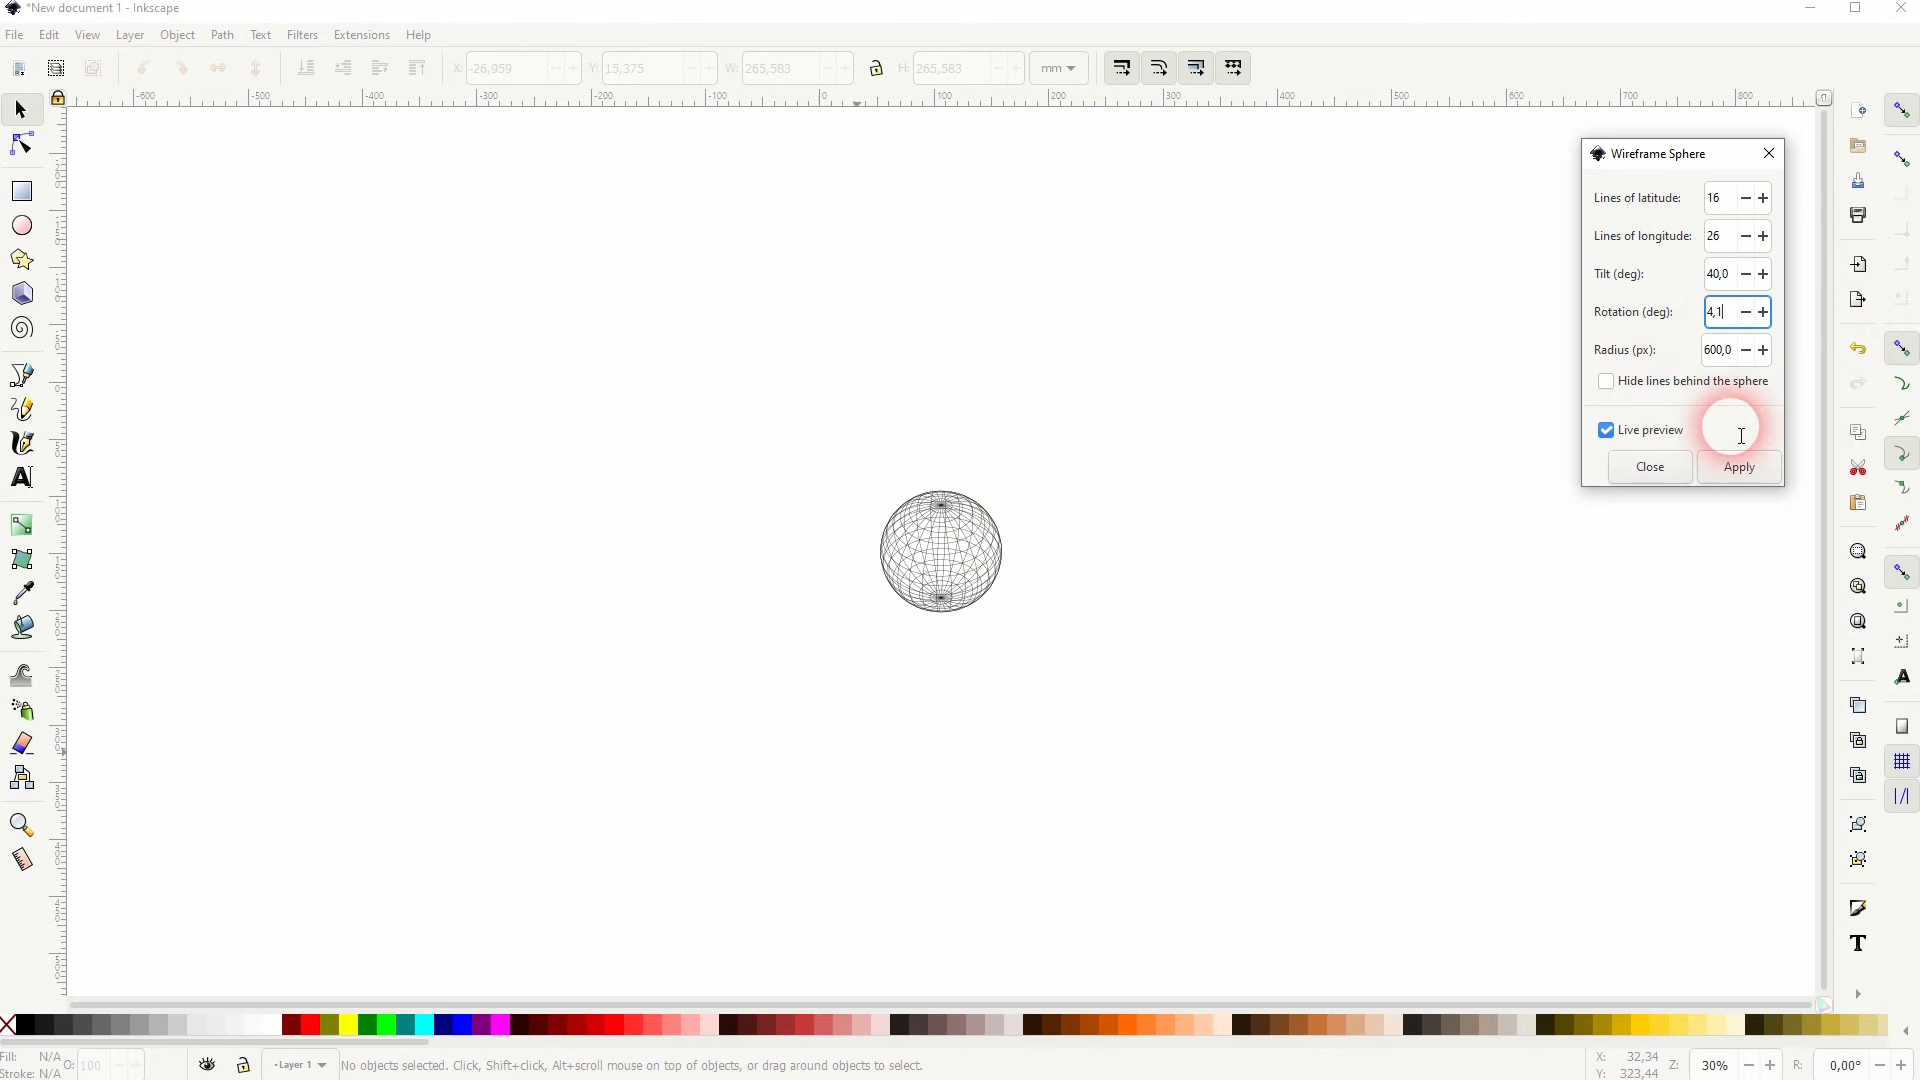 *New document 1 - Inkscape
File Edit View Layer Object Path Text Filters Extensions Help
X: -26,959 Y: 15,375 W: 265,583 H: 265,583 mm
-600 -500 -400 -300 -200 -100 0 100 200 300 400 500 600 700 800
Wireframe Sphere
Lines of latitude: 16
Lines of longitude: 26
Tilt (deg): 40,0
Rotation (deg): 4,1
Radius (px): 600,0
Hide lines behind the sphere
Live preview
Close Apply
Fill: N/A O: 100
Stroke: N/A
-Layer 1
No objects selected. Click, Shift+click, Alt+scroll mouse on top of objects, or drag around objects to select.
X: 32,34
Y: 323,44
Z: 30% R: 0,00°